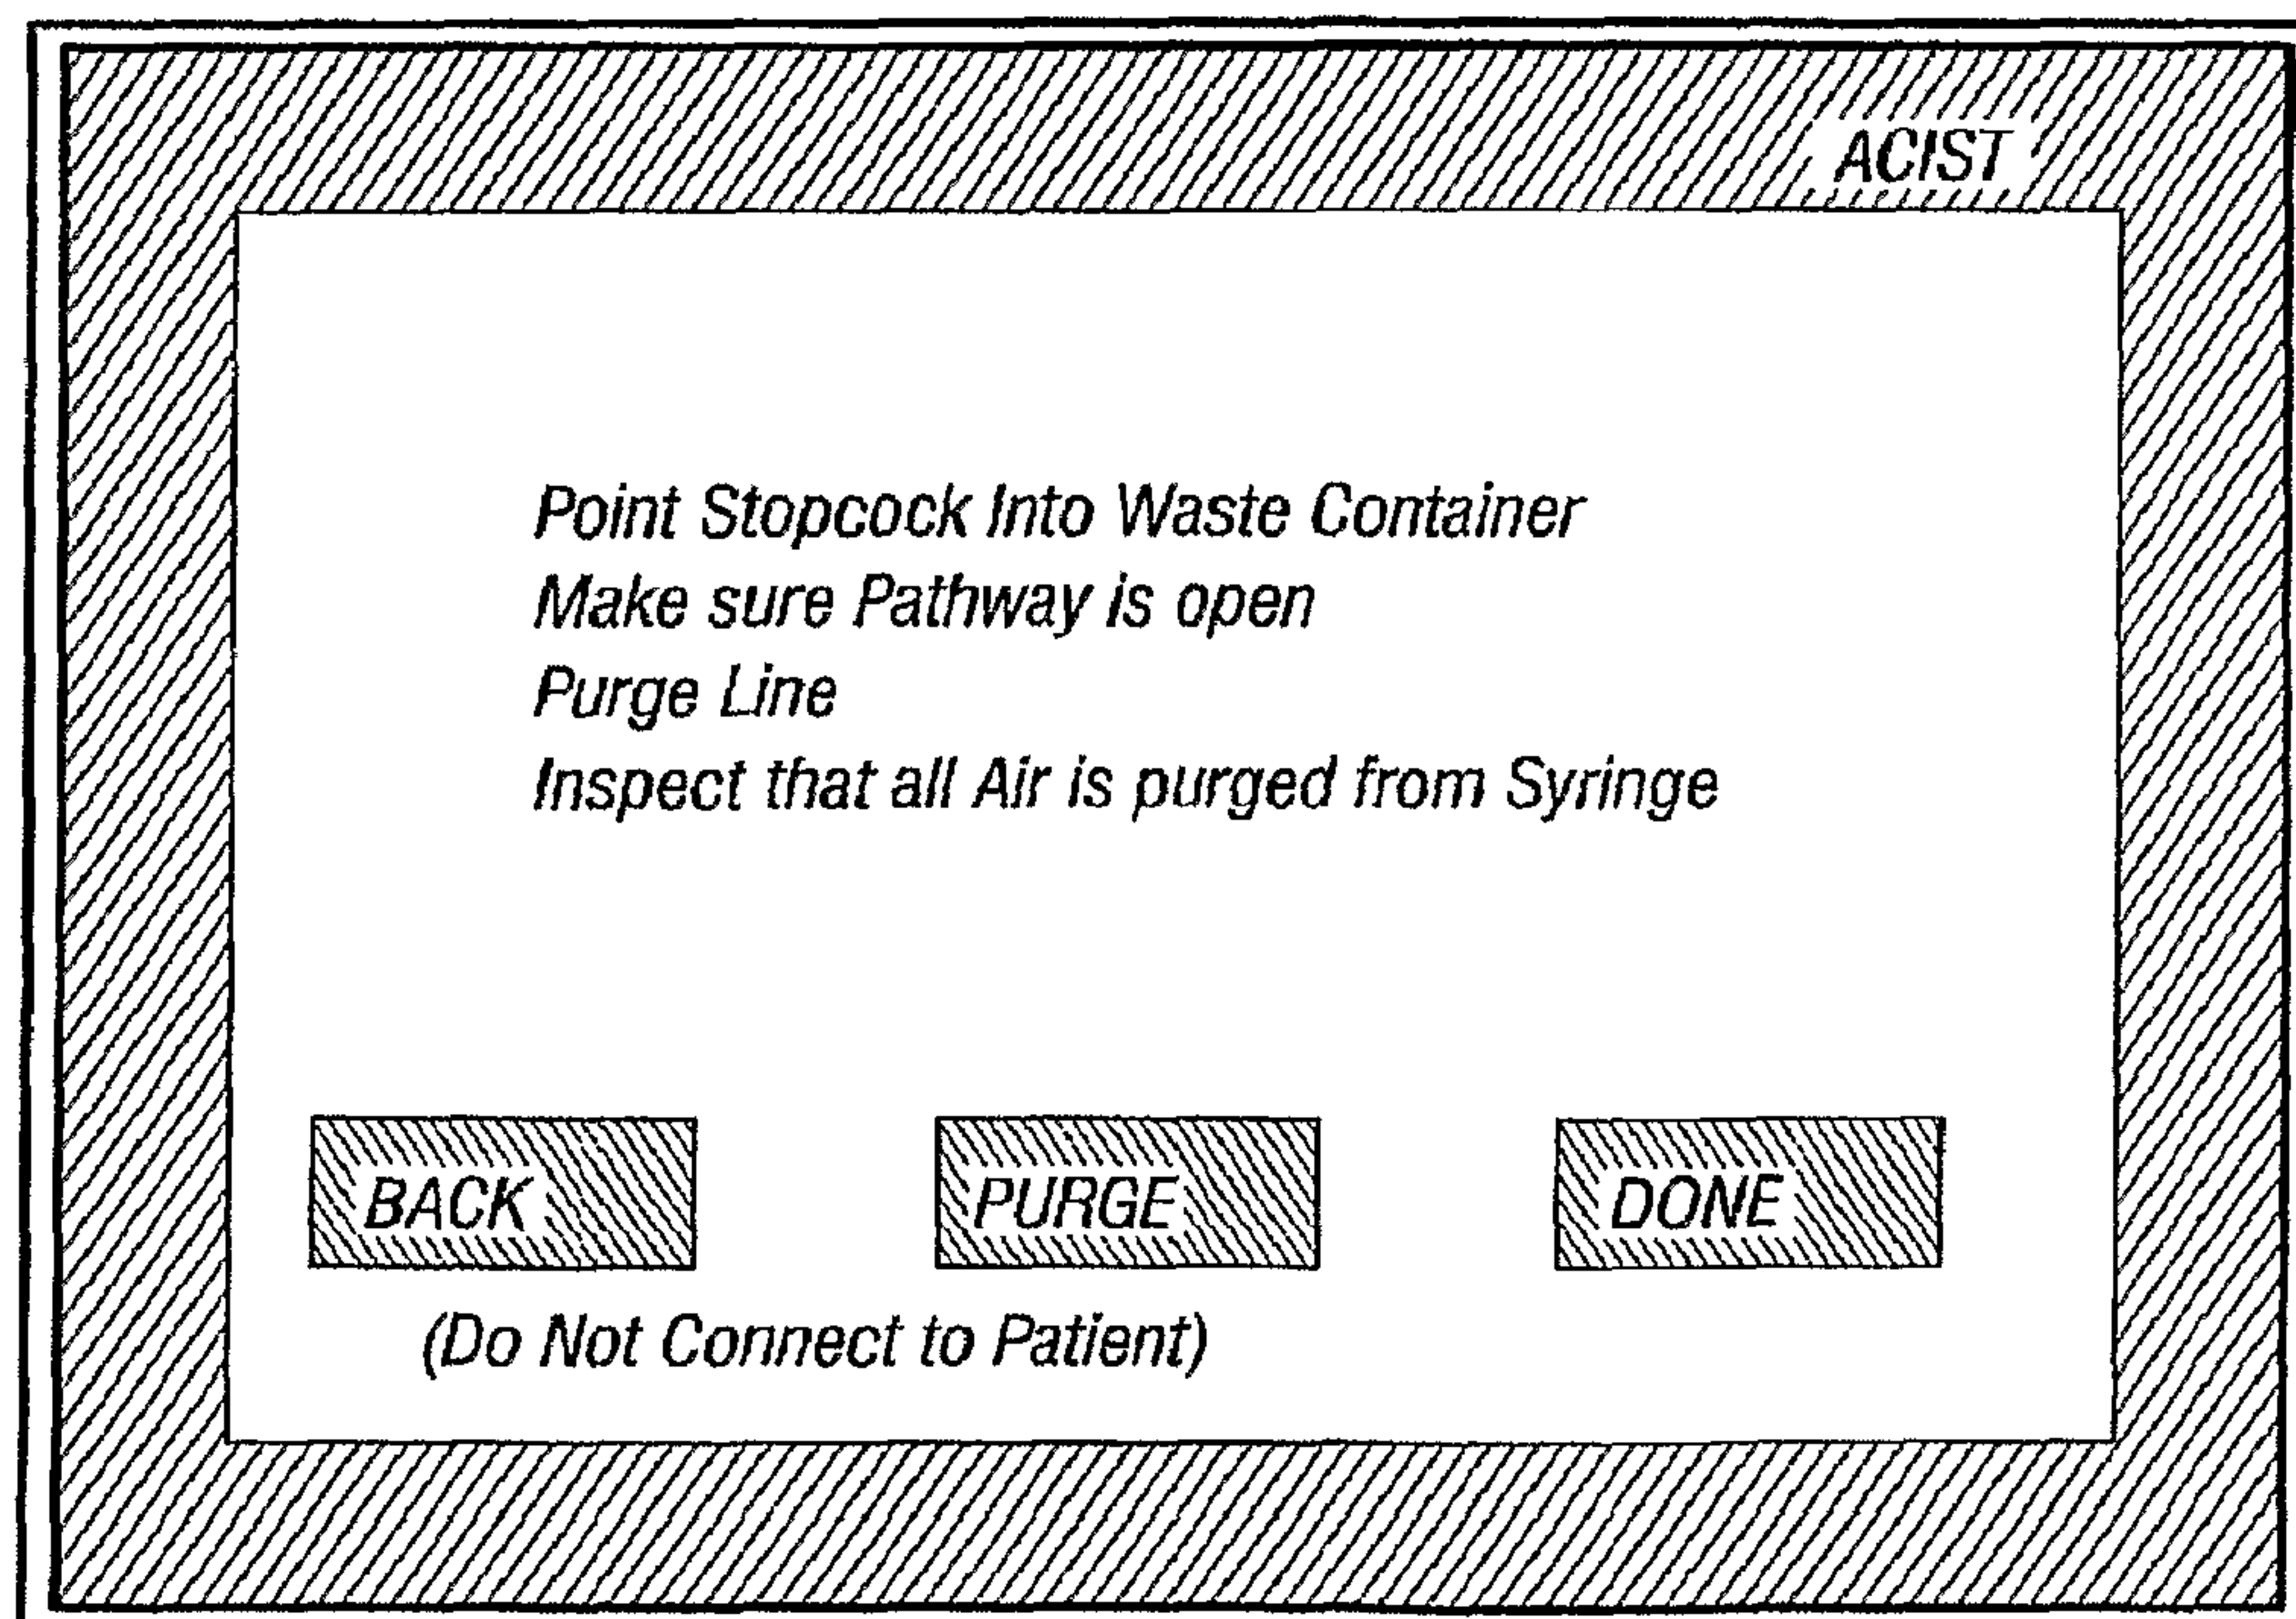 ACIST
Point Stopcock Into Waste Container
Make sure Pathway is open
Purge Line
Inspect that all Air is purged from Syringe
BACK
PURGE
DONE
(Do Not Connect to Patient)